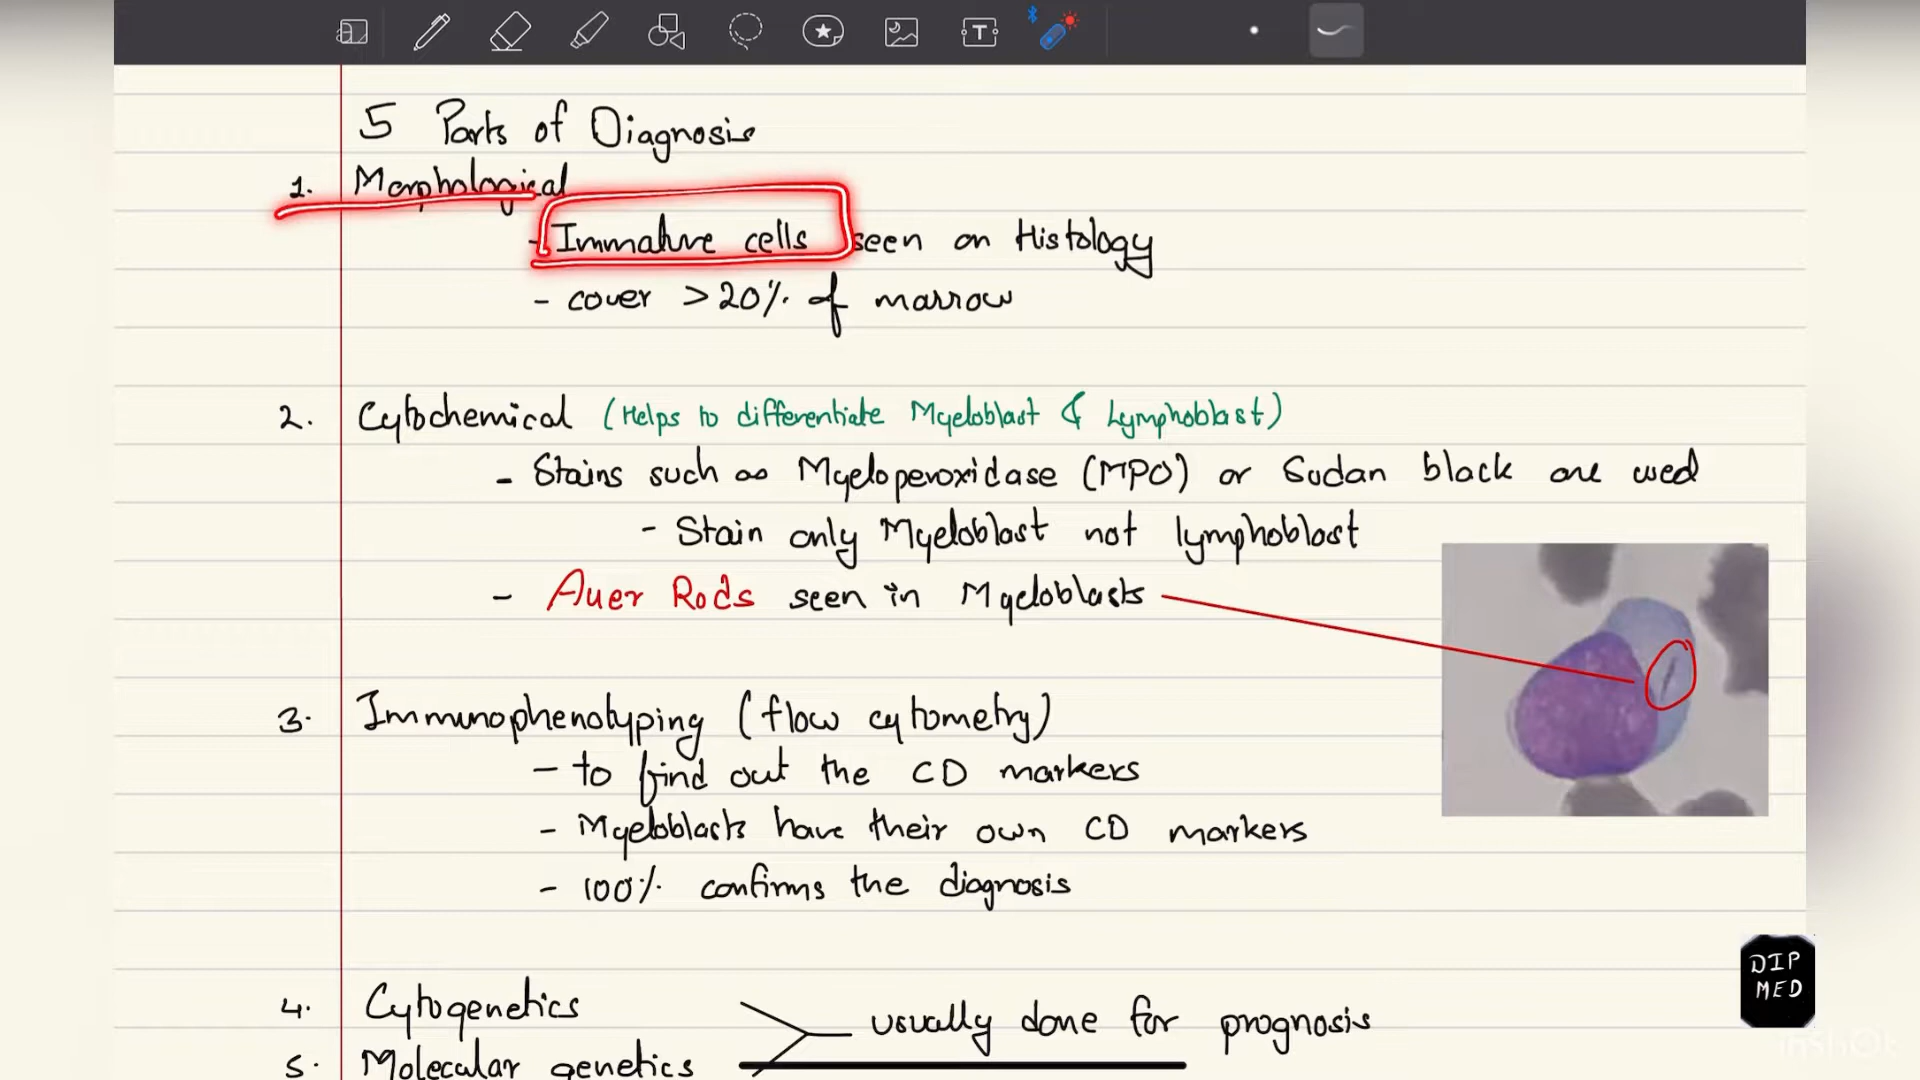 5 Parts of Diagnosis
1. Morphological
- Immature cells seen on Histology
- cover >20% of marrow
2. Cytochemical (Helps to differentiate Myeloblast & Lymphoblast)
- Stains such as Myeloperoxidase (MPO) or Sudan black are used
- Stain only Myeloblast not lymphoblast
- Auer Rods seen in Myeloblasts
3. Immunophenotyping (flow cytometry)
- to find out the CD markers
- Myeloblasts have their own CD markers
- 100% confirms the diagnosis
4. Cytogenetics
usually done for prognosis
5. Molecular genetics
DIP
MED
InShot